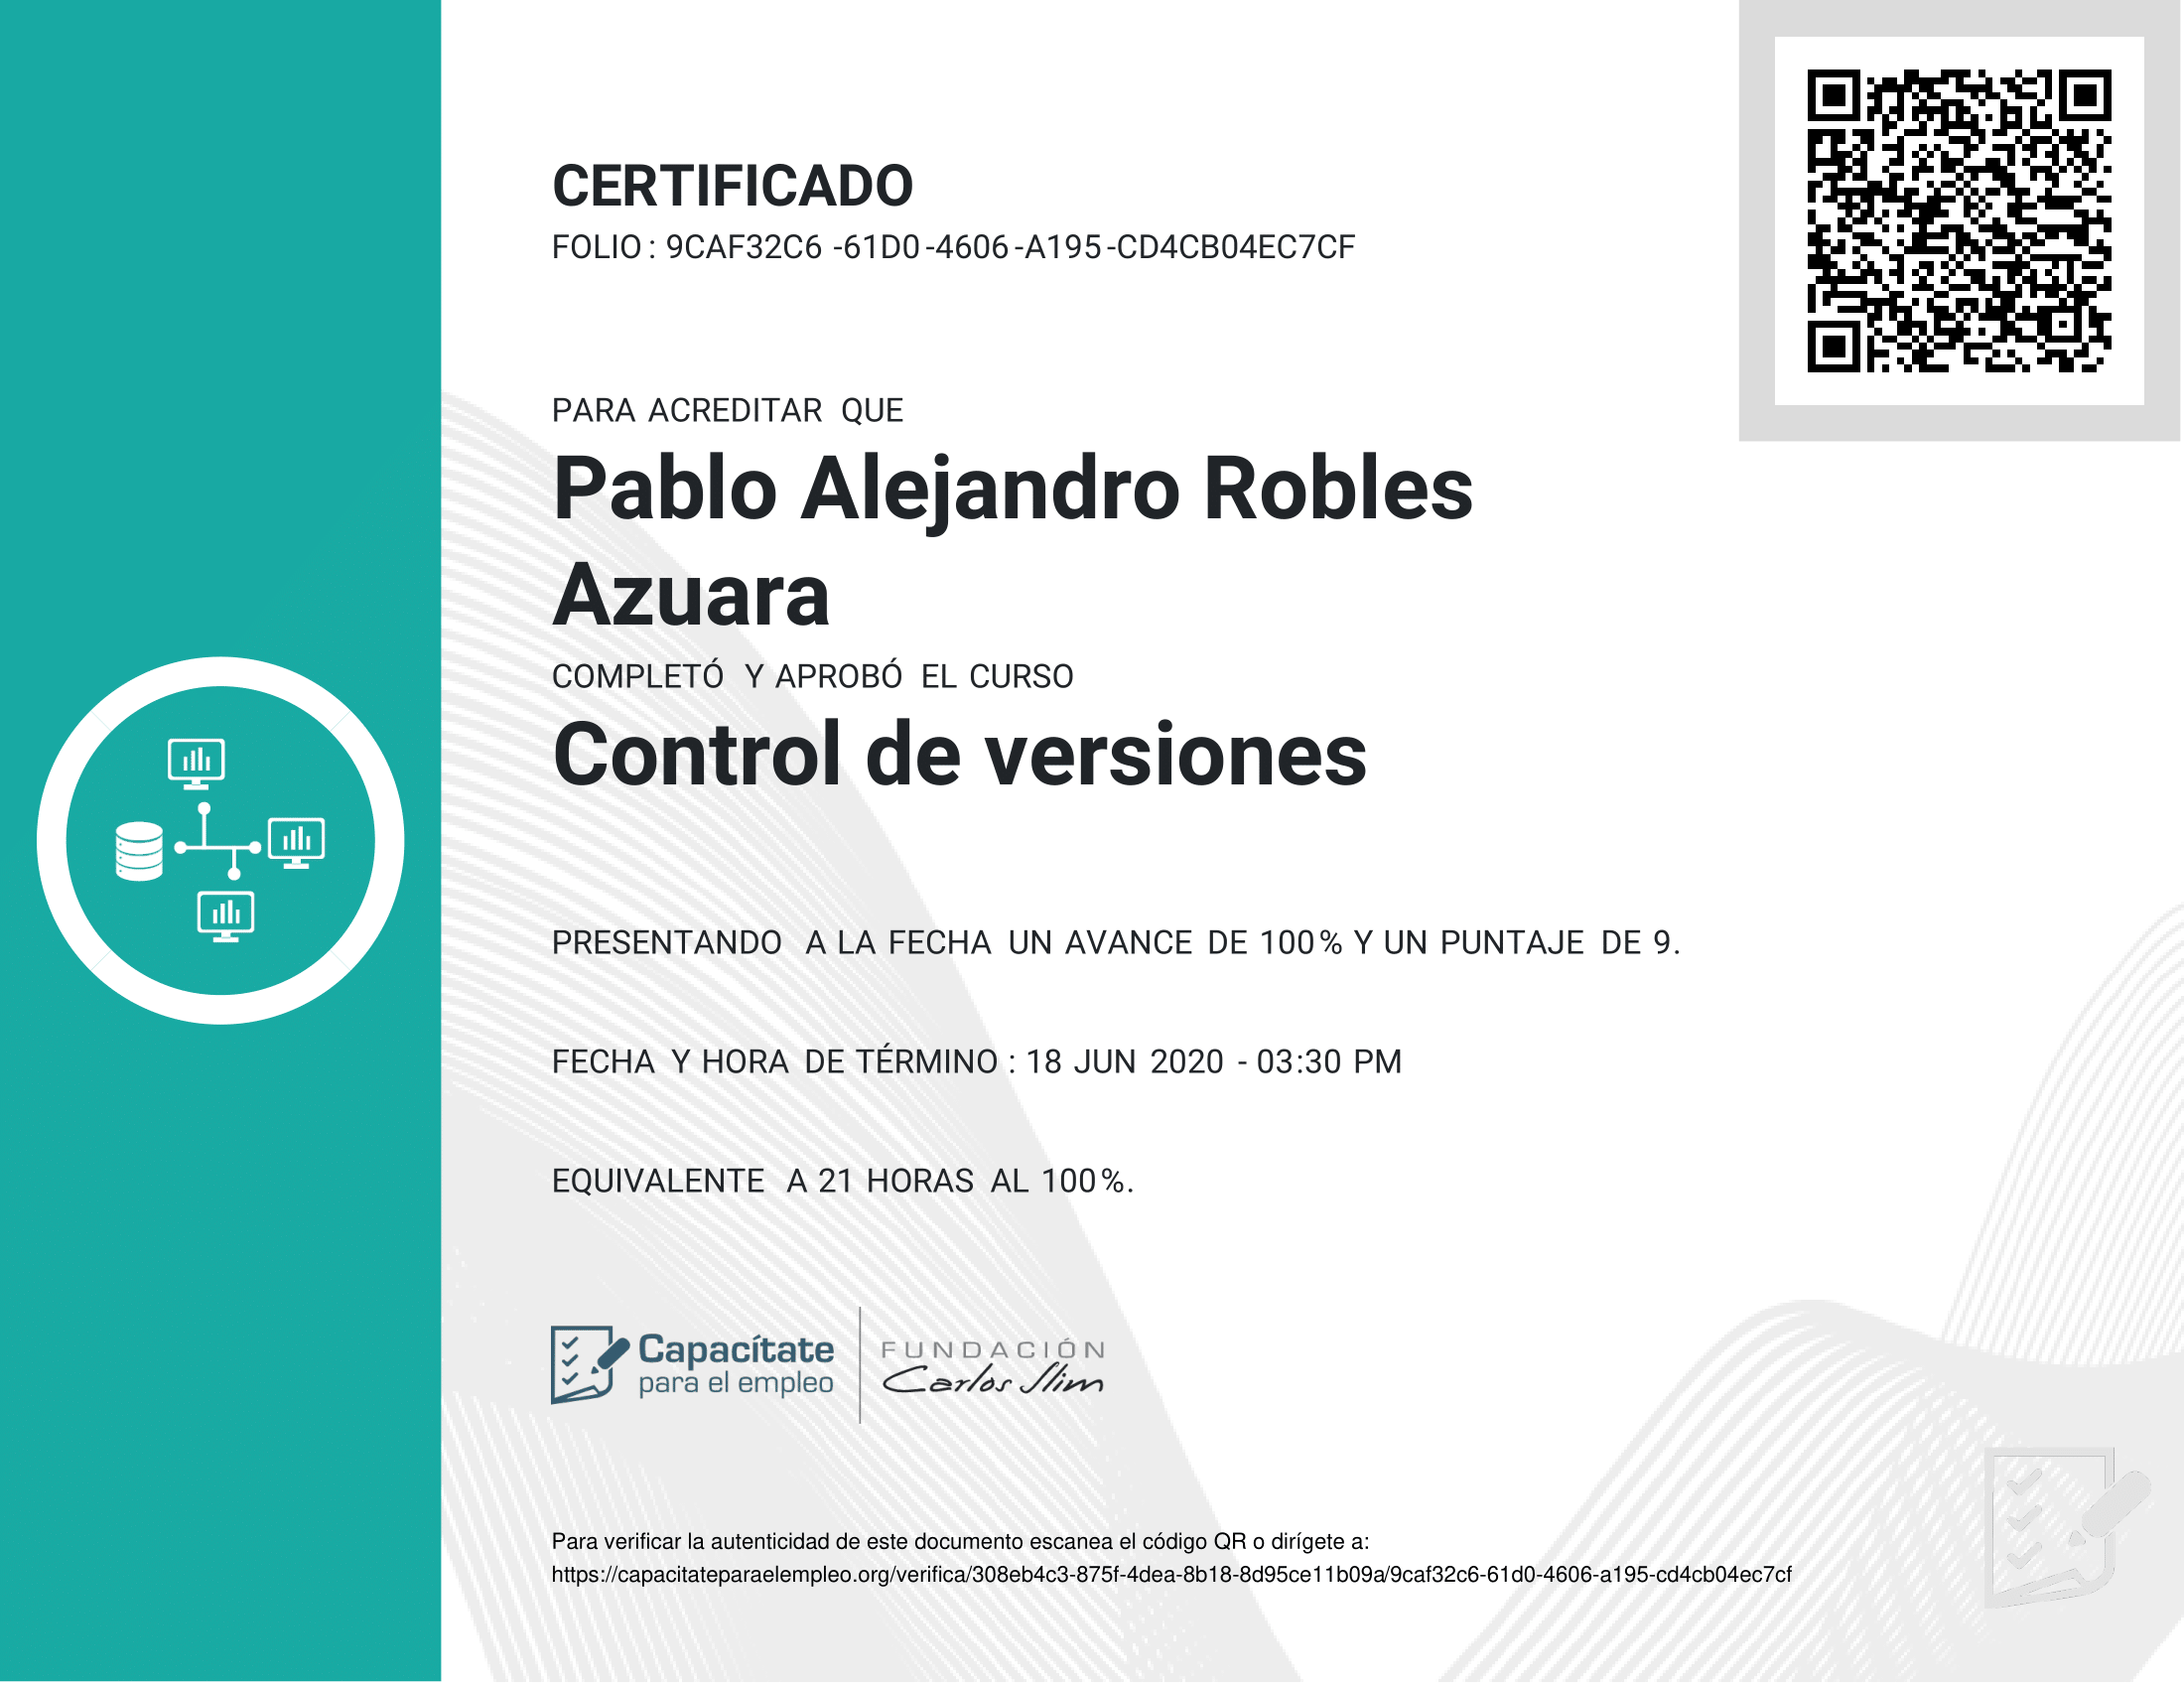 CERTIFICADO
FOLIO : 9CAF32C6 -61D0 -4606 -A195 -CD4CB04EC7CF
PARA ACREDITAR QUE
Pablo Alejandro Robles
Azuara
COMPLETÓ Y APROBÓ EL CURSO
Control de versiones
PRESENTANDO A LA FECHA UN AVANCE DE 100% Y UN PUNTAJE DE 9.
FECHA Y HORA DE TÉRMINO : 18 JUN 2020 - 03:30 PM
EQUIVALENTE A 21 HORAS AL 100%.
Capacítate
para el empleo
FUNDACIÓN
Carlos Slim
Para verificar la autenticidad de este documento escanea el código QR o dirígete a:
https://capacitateparaelempleo.org/verifica/308eb4c3-875f-4dea-8b18-8d95ce11b09a/9caf32c6-61d0-4606-a195-cd4cb04ec7cf